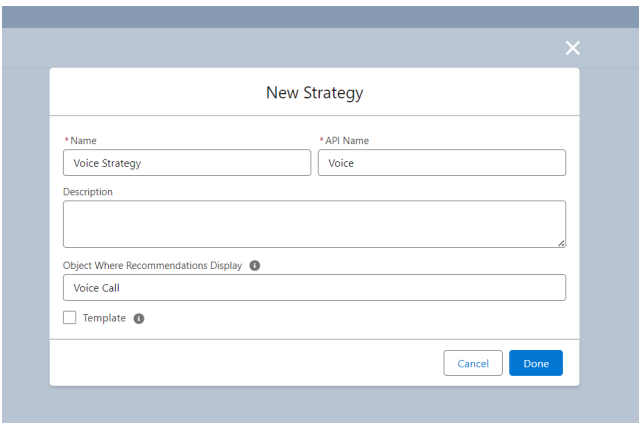 New Strategy
*Name *API Name
Voice Strategy Voice
Description
Object Where Recommendations Display
Voice Call
Template
Cancel Done